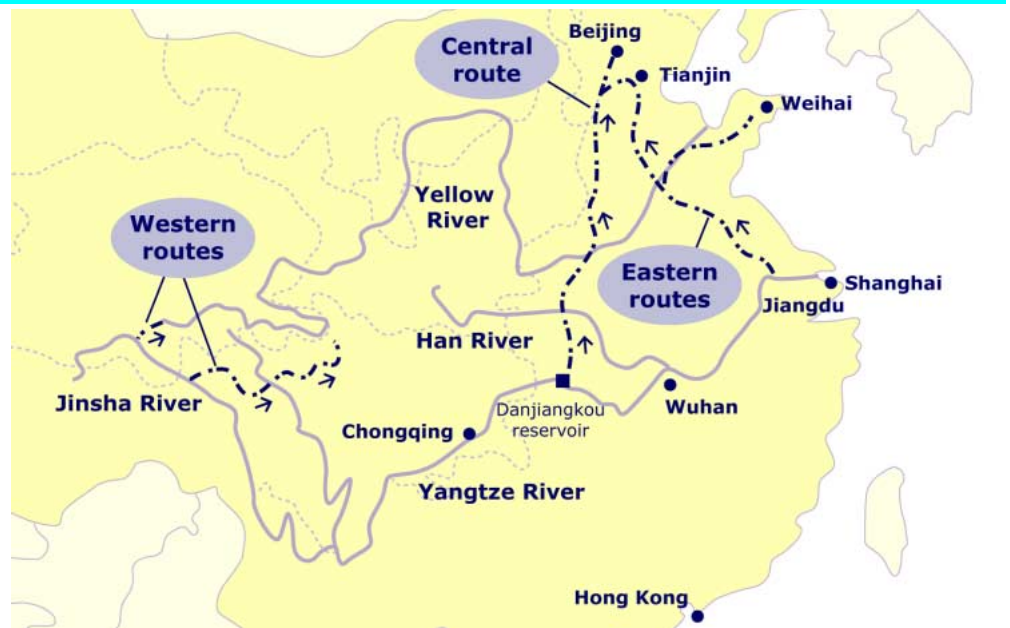 Beijing
Central
route
Tianjin
Weihai
Yellow
River
Western
routes
Eastern
routes
Shanghai
Jiangdu
Han River
Jinsha River
Danjiangkou
reservoir
Wuhan
Chongqing
Yangtze River
Hong Kong